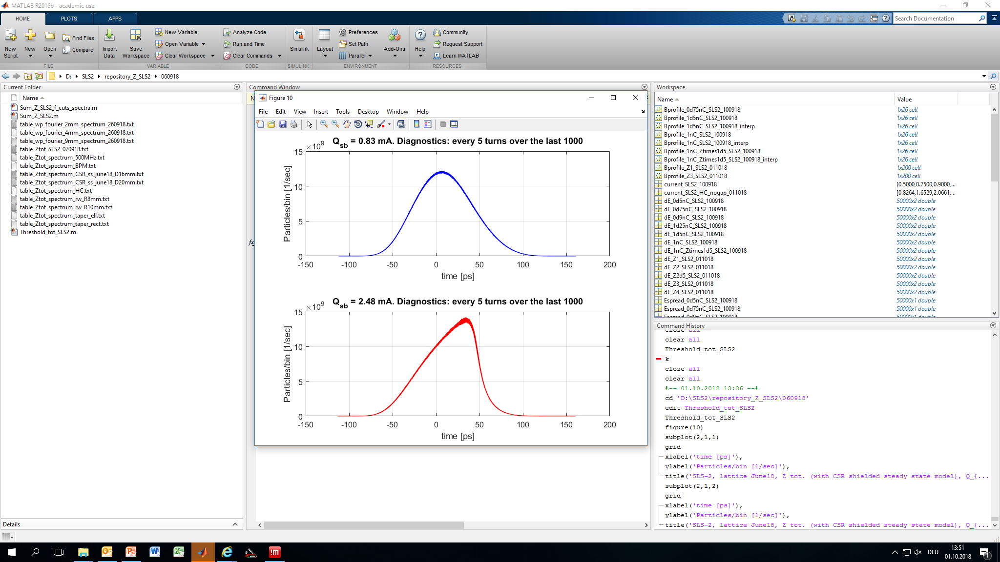 MATLAB R2016b - academic use
HOME PLOTS APPS
Search Documentation
New Script
New
Open
Find Files
Compare
Import Data
Save Workspace
New Variable
Open Variable
Clear Workspace
Analyze Code
Run and Time
Clear Commands
Simulink
Layout
Preferences
Set Path
Parallel
Add-Ons
Help
Community
Request Support
Learn MATLAB
FILE VARIABLE CODE SIMULINK ENVIRONMENT RESOURCES
D: SLS2 repository_Z_SLS2 060918
Current Folder
Name
Sum_Z_SLS2_f_cuts_spectra.m
Sum_Z_SLS2.m
table_wp_fourier_2mm_spectrum_260918.txt
table_wp_fourier_4mm_spectrum_260918.txt
table_wp_fourier_9mm_spectrum_260918.txt
table_Ztot_SLS2_070918.txt
table_Ztot_spectrum_500MHz.txt
table_Ztot_spectrum_BPM.txt
table_Ztot_spectrum_CSR_ss_june18_D16mm.txt
table_Ztot_spectrum_CSR_ss_june18_D20mm.txt
table_Ztot_spectrum_HC.txt
table_Ztot_spectrum_rw_R8mm.txt
table_Ztot_spectrum_rw_R10mm.txt
table_Ztot_spectrum_taper_ell.txt
table_Ztot_spectrum_taper_rect.txt
Threshold_tot_SLS2.m
Details
Command Window
N
fx
Figure 10
File Edit View Insert Tools Desktop Window Help
Q_sb = 0.83 mA. Diagnostics: every 5 turns over the last 1000
×10^9
15
10
5
0
Particles/bin [1/sec]
-150 -100 -50 0 50 100 150 200
time [ps]
Q_sb = 2.48 mA. Diagnostics: every 5 turns over the last 1000
×10^9
15
10
5
0
Particles/bin [1/sec]
-150 -100 -50 0 50 100 150 200
time [ps]
Workspace
Name Value
Bprofile_0d75nC_SLS2_100918 1x26 cell
Bprofile_1d5nC_SLS2_100918 1x26 cell
Bprofile_1d5nC_SLS2_100918_interp 1x26 cell
Bprofile_1nC_SLS2_100918 1x26 cell
Bprofile_1nC_SLS2_100918_interp 1x26 cell
Bprofile_1nC_Ztimes1d5_SLS2_100918 1x26 cell
Bprofile_1nC_Ztimes1d5_SLS2_100918_interp 1x26 cell
Bprofile_Z1_SLS2_011018 1x200 cell
Bprofile_Z3_SLS2_011018 1x200 cell
current_SLS2_100918 [0.5000,0.7500,0.9000,...
current_SLS2_HC_nogap_011018 [0.8264,1.6529,2.0661,...
dE_0d5nC_SLS2_100918 50000x2 double
dE_0d75nC_SLS2_100918 50000x2 double
dE_0d9nC_SLS2_100918 50000x2 double
dE_1d25nC_SLS2_100918 50000x2 double
dE_1d5nC_SLS2_100918 50000x2 double
dE_1nC_SLS2_100918 50000x2 double
dE_1nC_Ztimes1d5_SLS2_100918 50000x2 double
dE_Z1_SLS2_011018 50000x2 double
dE_Z2_SLS2_011018 50000x2 double
dE_Z2d5_SLS2_011018 50000x2 double
dE_Z3_SLS2_011018 50000x2 double
dE_Z4_SLS2_011018 50000x2 double
Espread_0d5nC_SLS2_100918 50000x1 double
Espread_0d75nC_SLS2_100918 50000x1 double
Espread_0d9nC_SLS2_100918 50000x1 double
Command History
close all
clear all
Threshold_tot_SLS2
k
close all
clear all
%-- 01.10.2018 13:36 --%
cd 'D:\SLS2\repository_Z_SLS2\060918'
edit Threshold_tot_SLS2
Threshold_tot_SLS2
figure(10)
subplot(2,1,1)
grid
xlabel('time [ps]'),
ylabel('Particles/bin [1/sec]'),
title('SLS-2, lattice June18, Z tot. (with CSR shielded steady state model), Q_{...
subplot(2,1,2)
grid
xlabel('time [ps]'),
ylabel('Particles/bin [1/sec]'),
title('SLS-2, lattice June18, Z tot. (with CSR shielded steady state model), Q_{...
DEU
13:51
01.10.2018
1